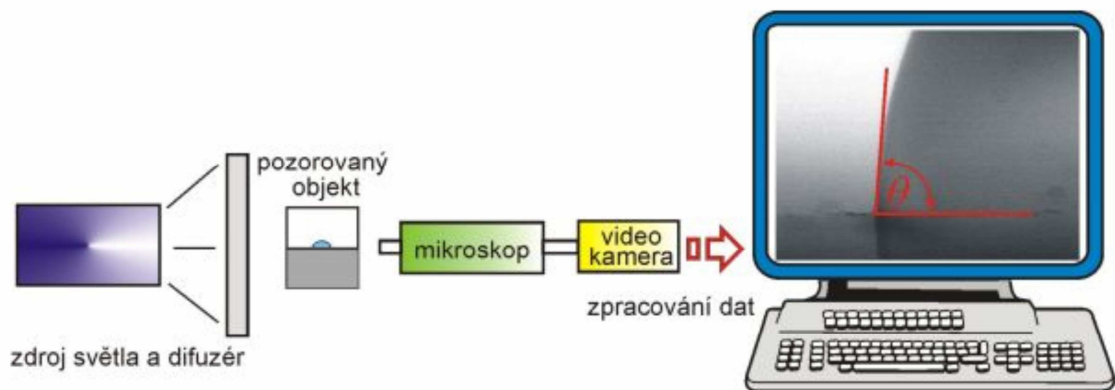 zdroj světla a difuzér
pozorovaný
objekt
mikroskop
video
kamera
zpracování dat
θ